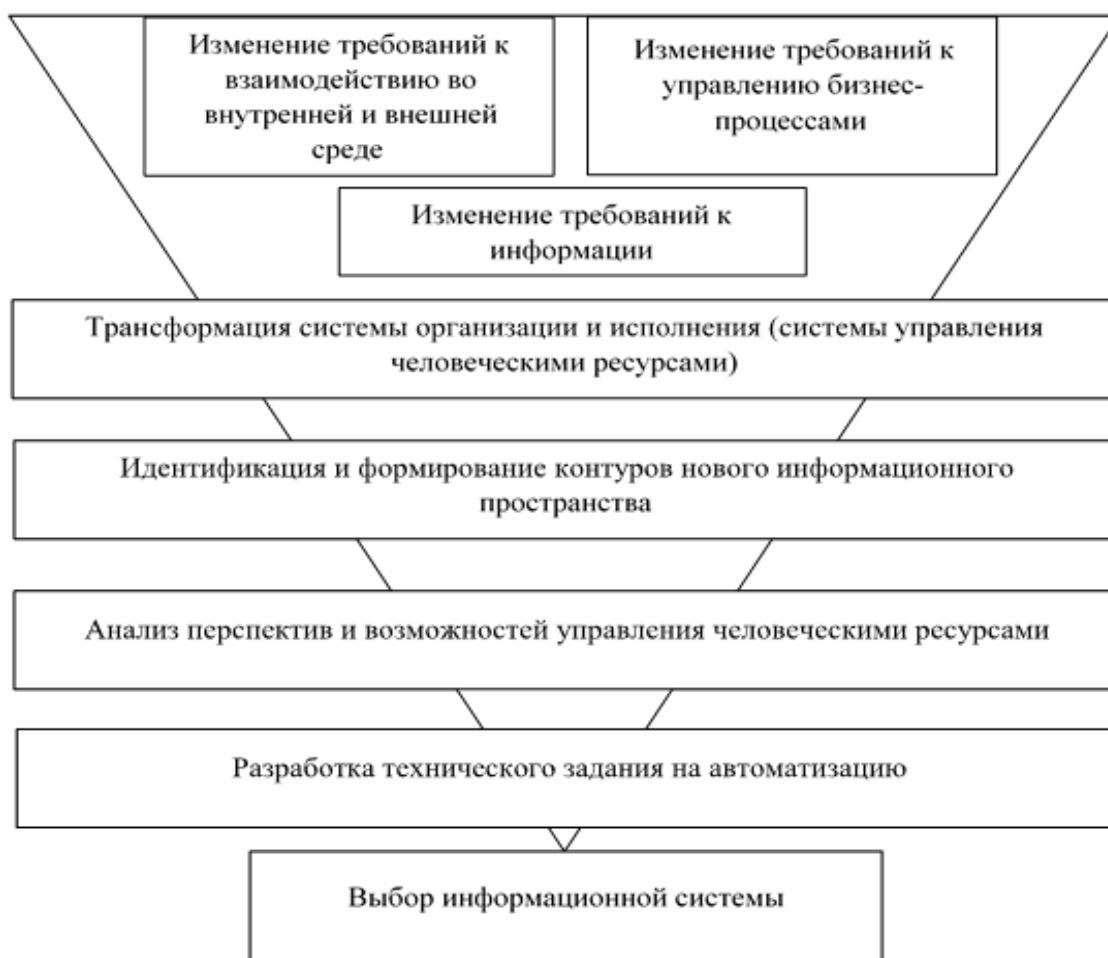 Изменение требований к
взаимодействию во
внутренней и внешней
среде
Изменение требований к
управлению бизнес-
процессами
Изменение требований к
информации
Трансформация системы организации и исполнения (системы управления
человеческими ресурсами)
Идентификация и формирование контуров нового информационного
пространства
Анализ перспектив и возможностей управления человеческими ресурсами
Разработка технического задания на автоматизацию
Выбор информационной системы